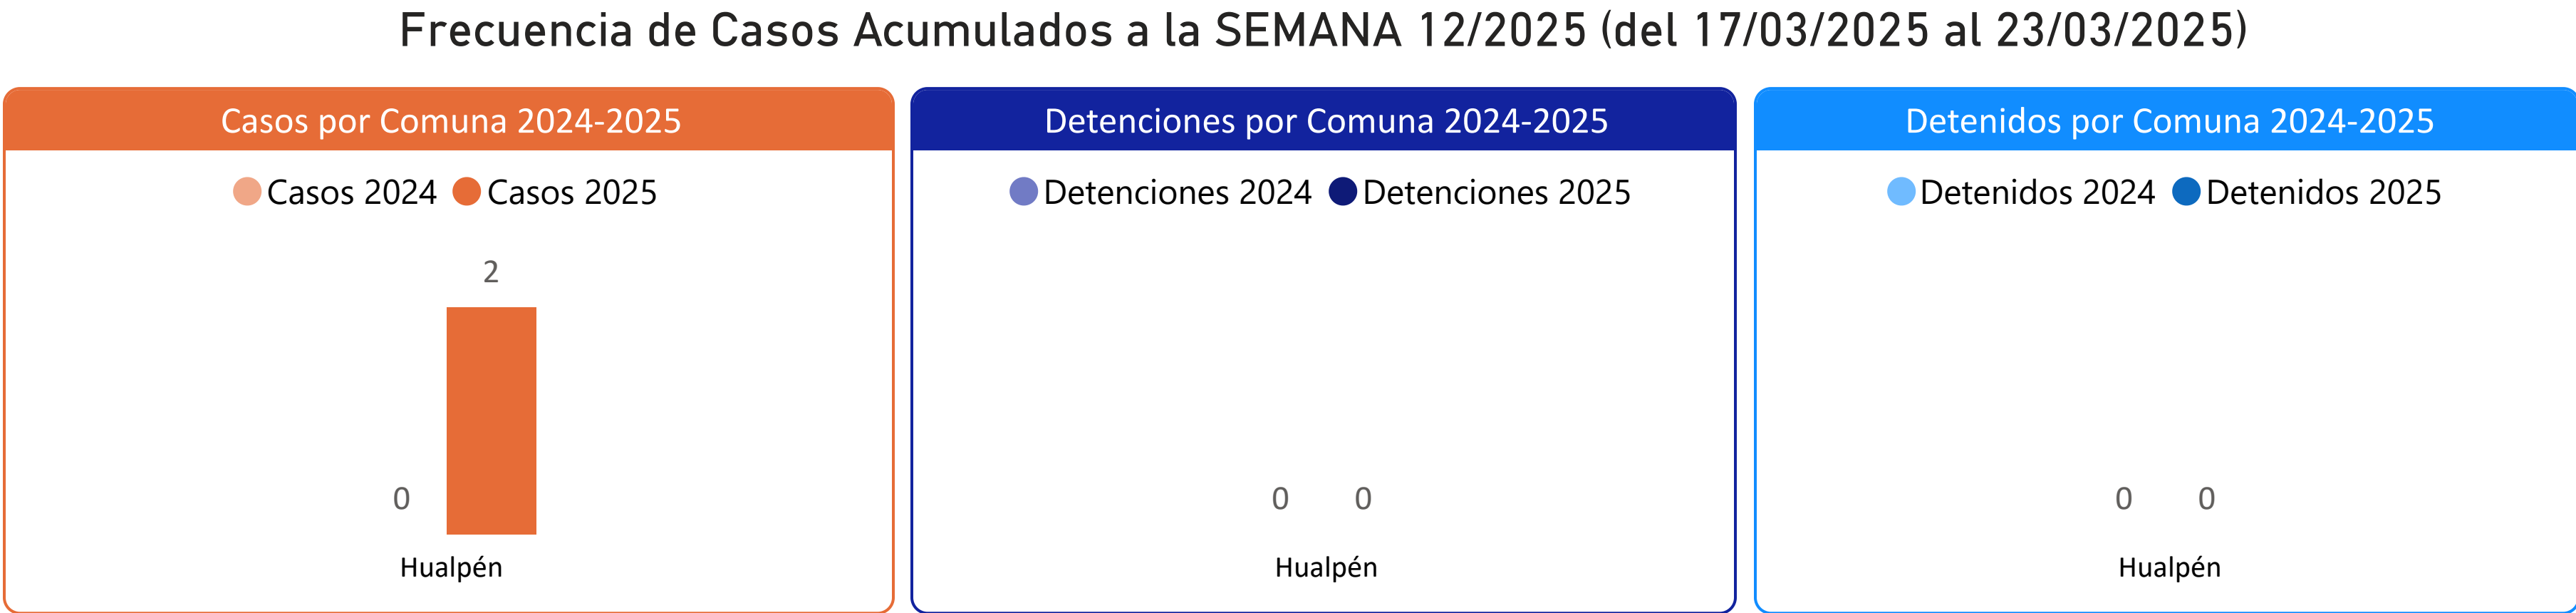 Frecuencia de Casos Acumulados a la SEMANA 12/2025 (del 17/03/2025 al 23/03/2025)
Casos por Comuna 2024-2025
Casos 2024 Casos 2025
2
0
Hualpén
Detenciones por Comuna 2024-2025
Detenciones 2024 Detenciones 2025
0 0
Hualpén
Detenidos por Comuna 2024-2025
Detenidos 2024 Detenidos 2025
0 0
Hualpén